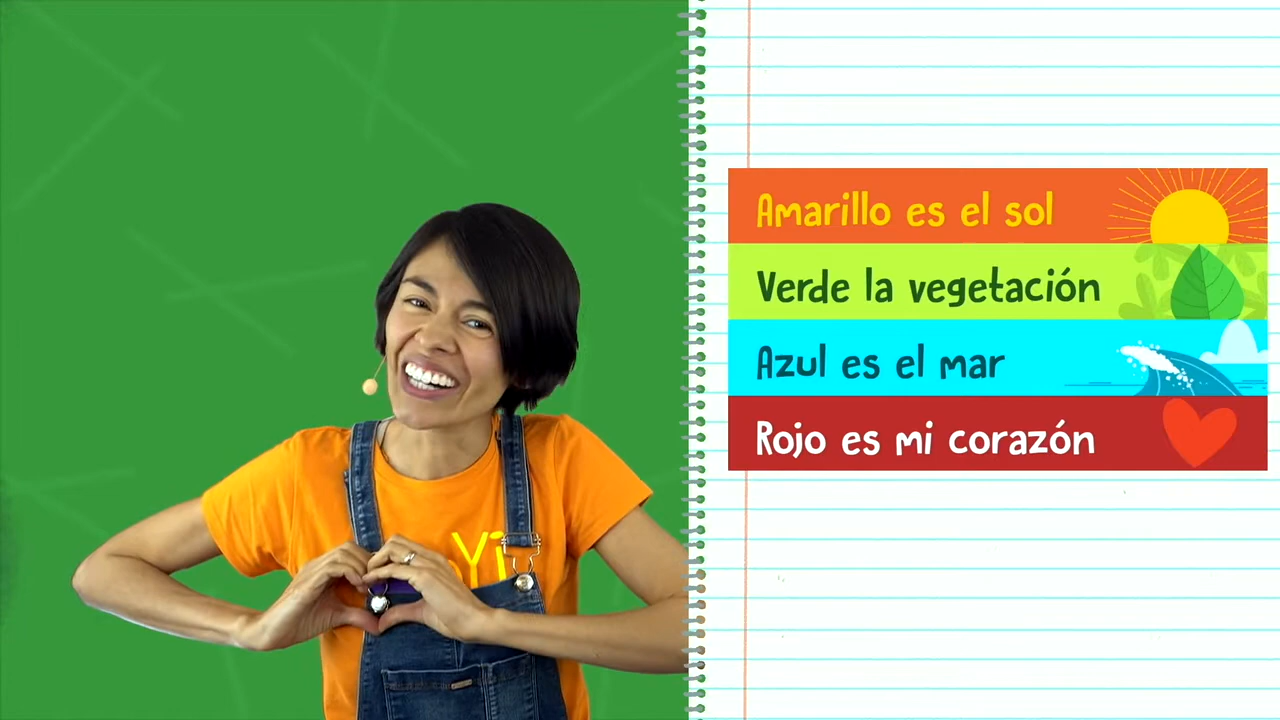 Amarillo es el sol
Verde la vegetación
Azul es el mar
Rojo es mi corazón